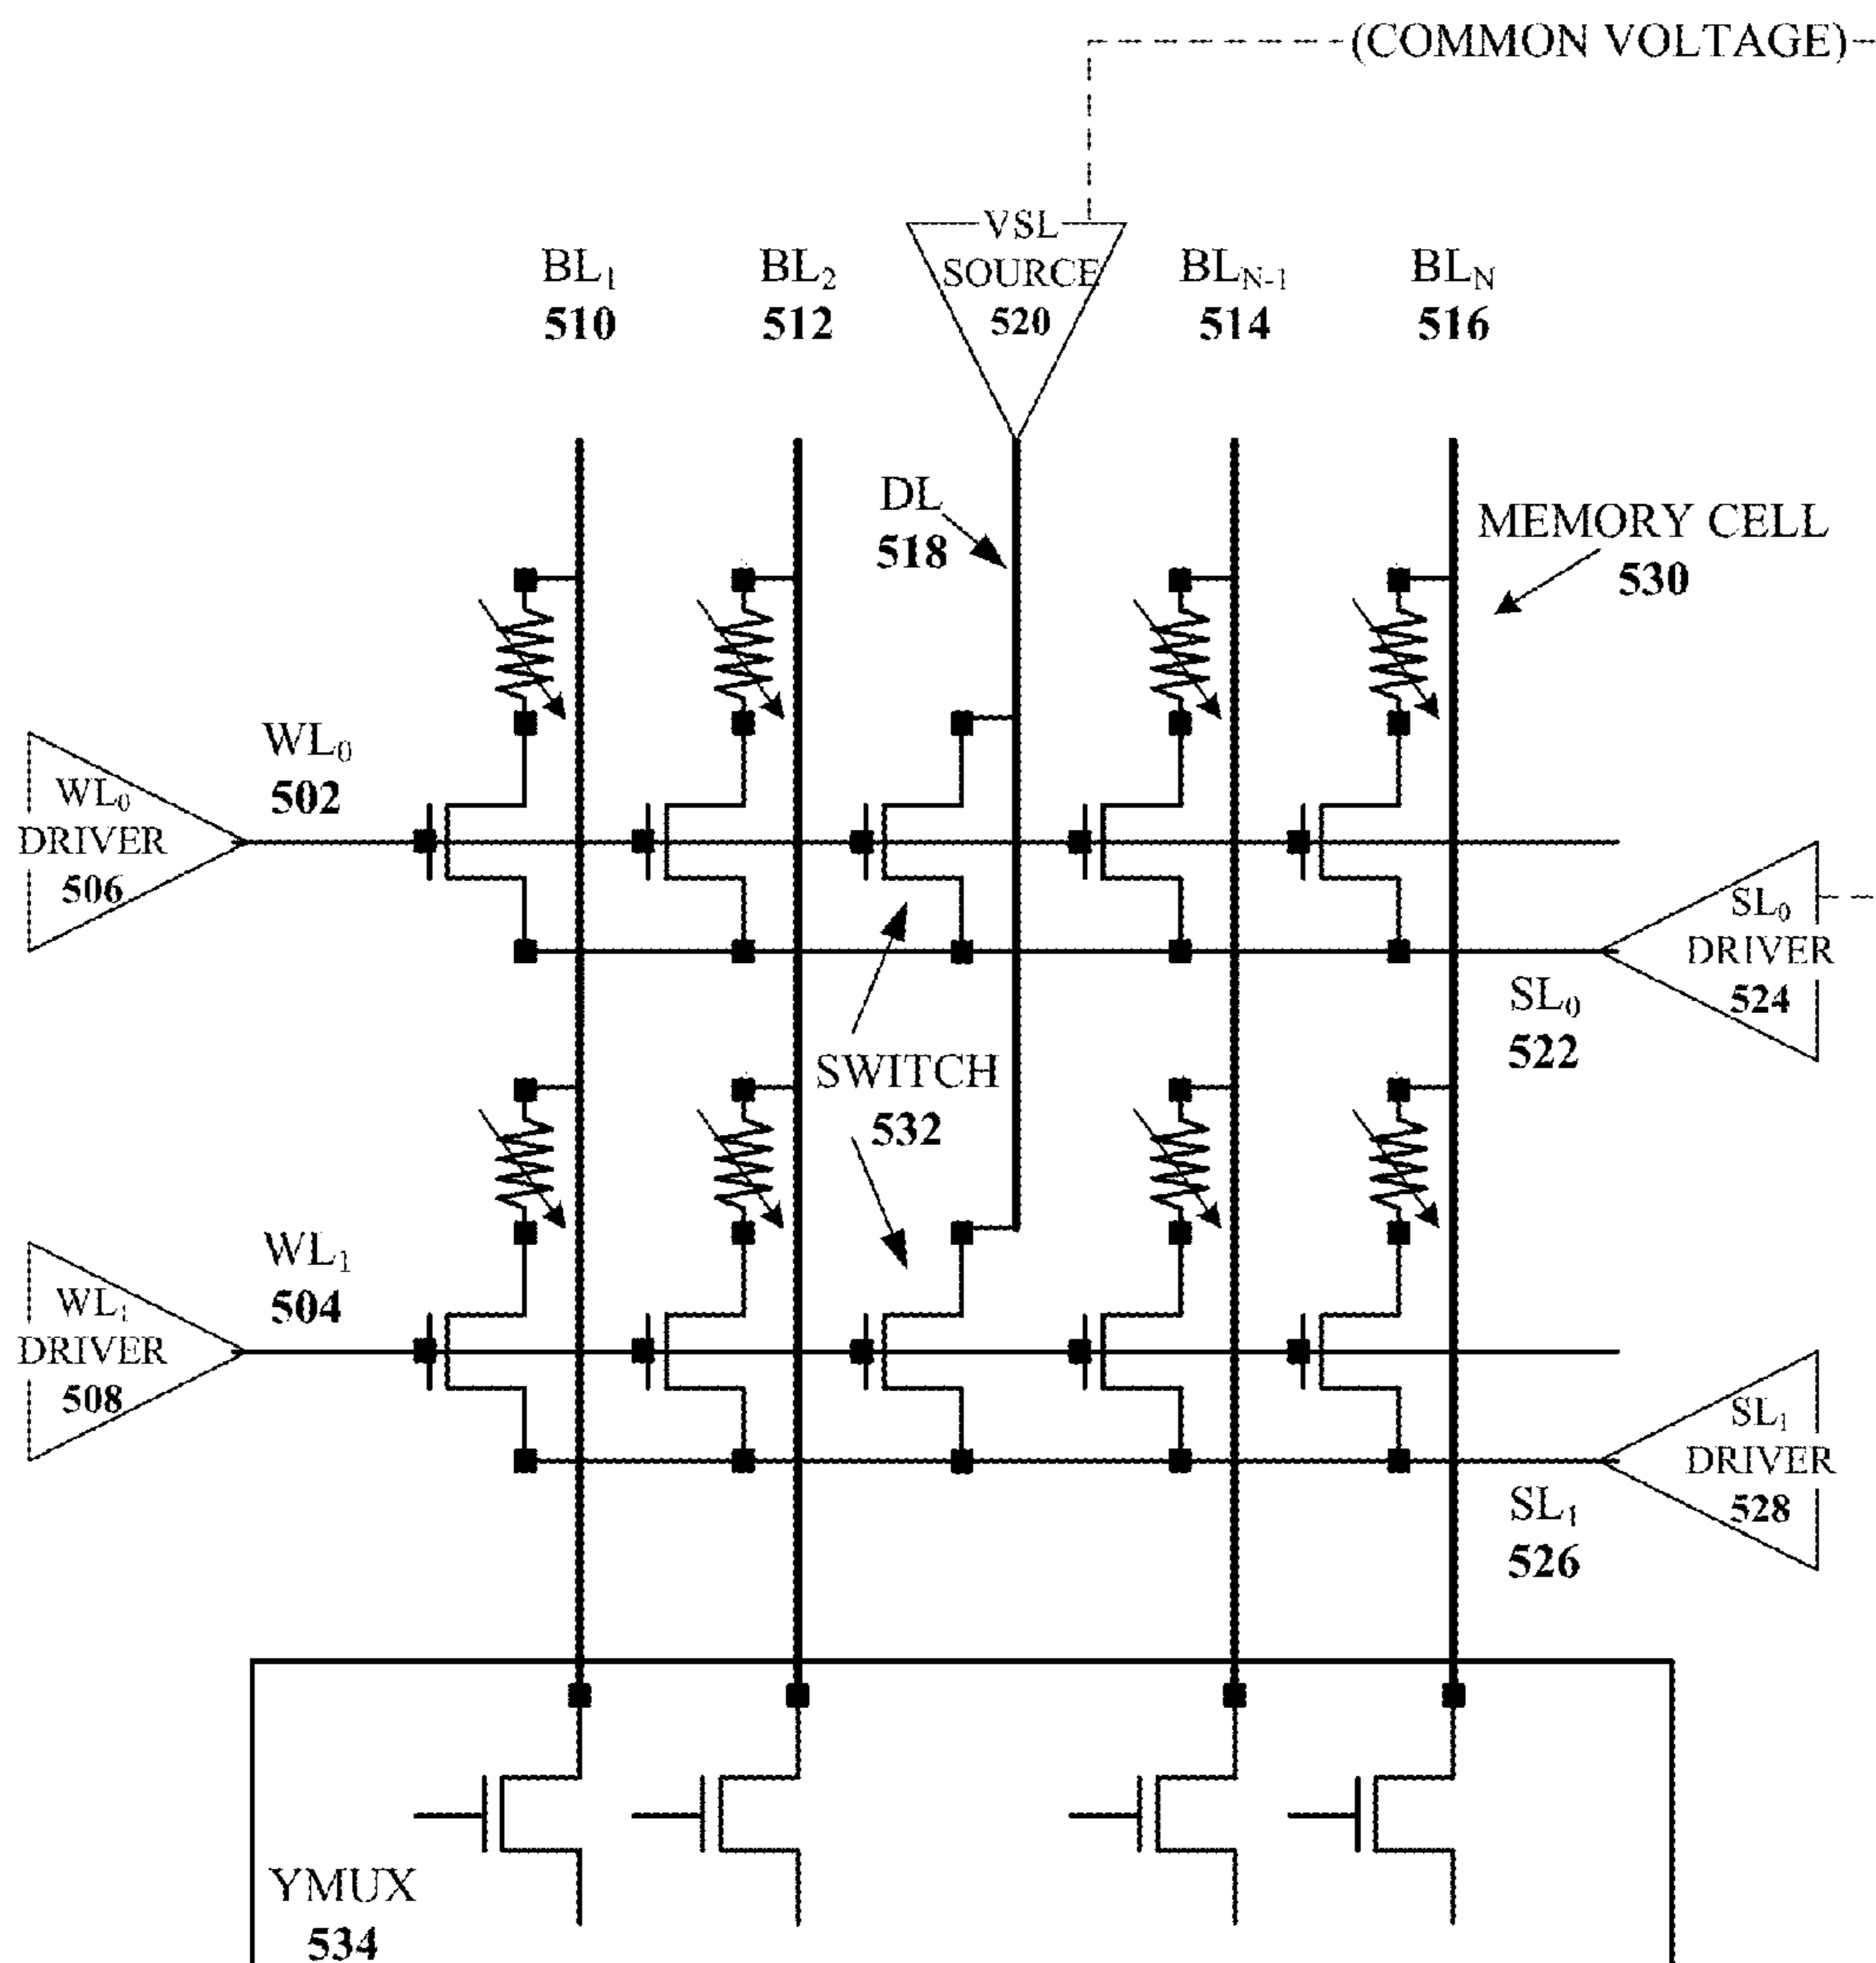 (COMMON VOLTAGE)
VSL
SOURCE
520
BL₁
510
BL₂
512
BL_N-1
514
BL_N
516
DL
518
MEMORY CELL
530
WL₀
502
WL₀
DRIVER
506
SL₀
DRIVER
524
SL₀
522
SWITCH
532
WL₁
504
WL₁
DRIVER
508
SL₁
DRIVER
528
SL₁
526
YMUX
534